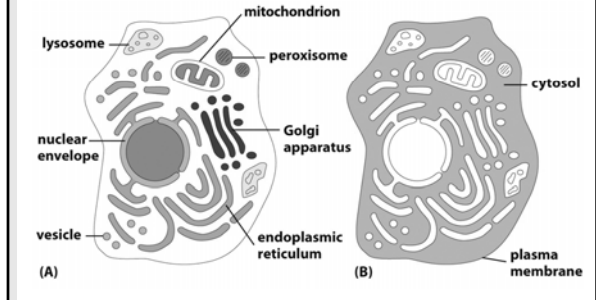 mitochondrion
lysosome
peroxisome
cytosol
Golgi
apparatus
nuclear
envelope
vesicle
endoplasmic
reticulum
plasma
membrane
(A)
(B)